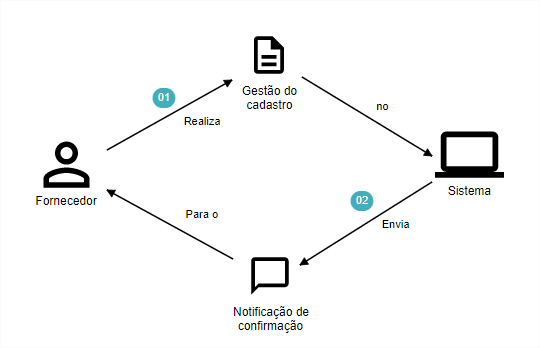 01
Realiza
Gestão do
cadastro
no
Fornecedor
Sistema
02
Envia
Para o
Notificação de
confirmação